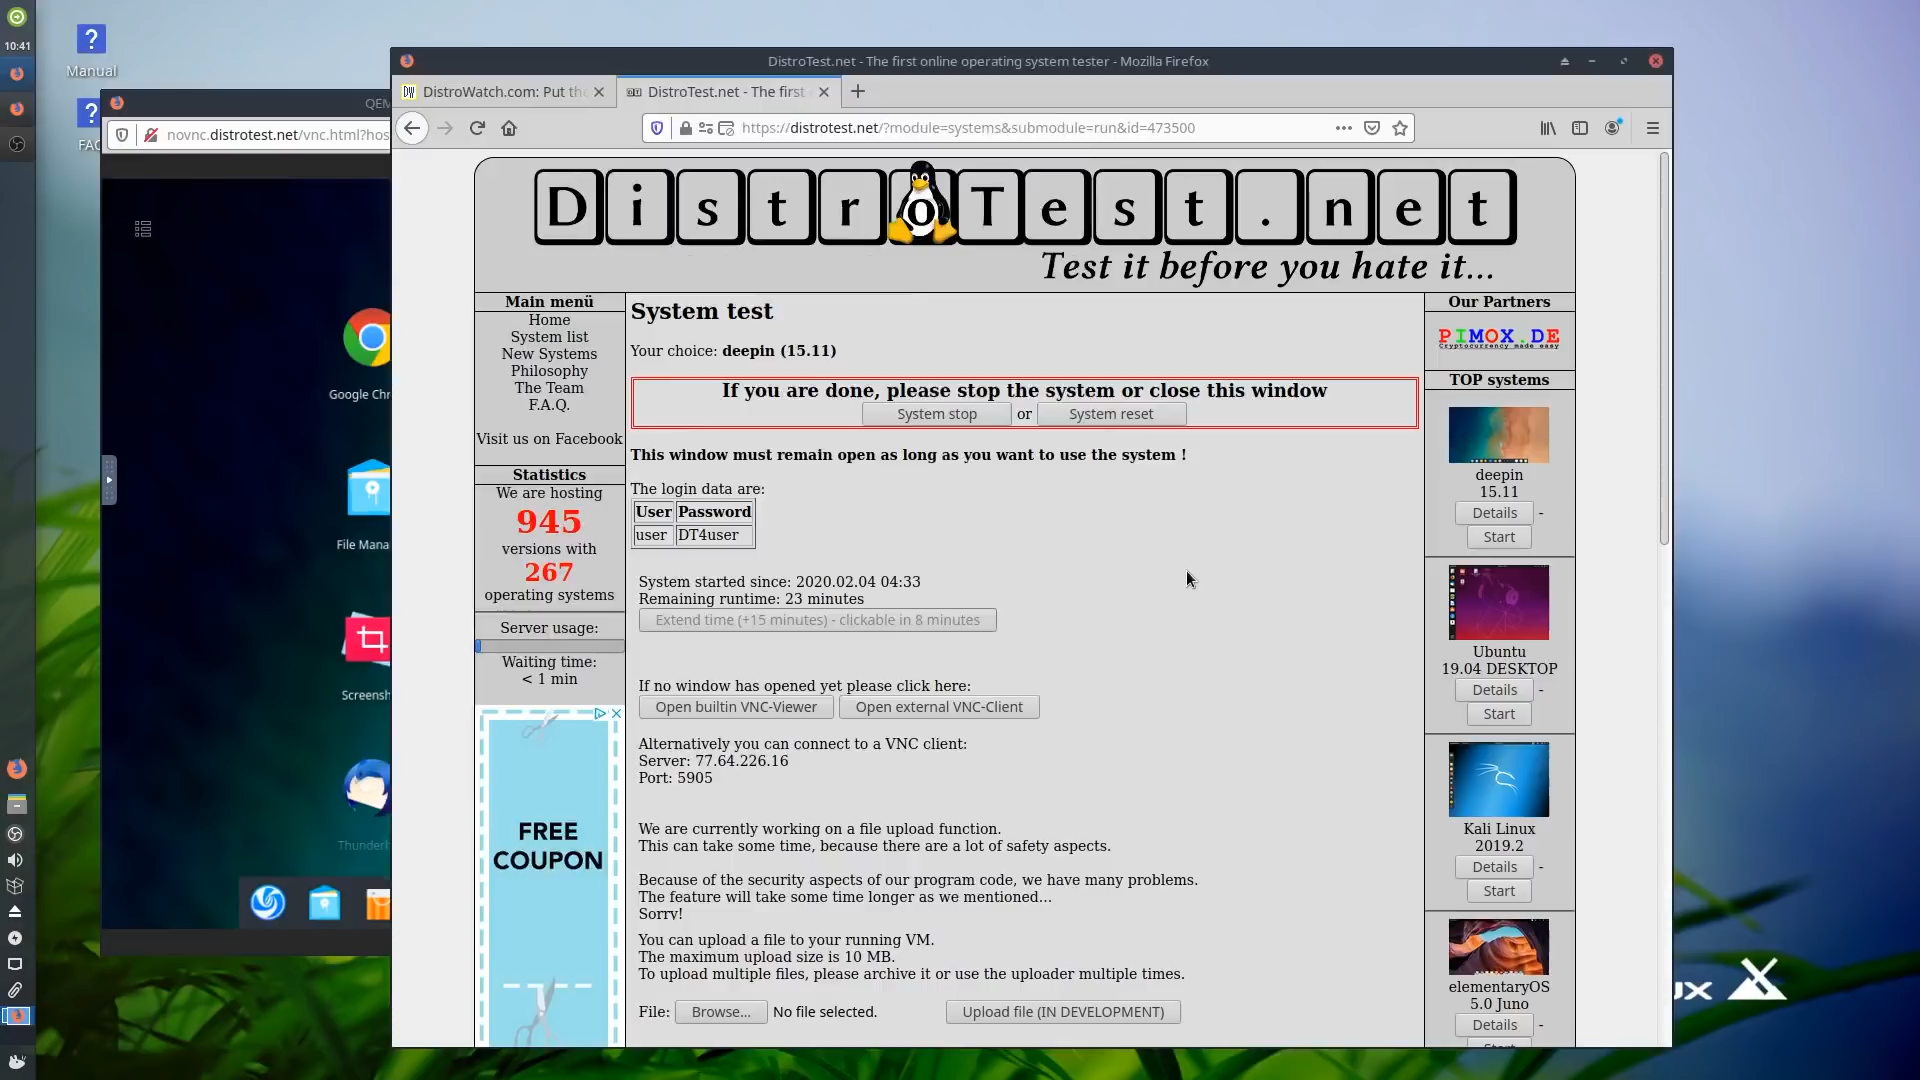 10:41
Manual
FAQ
QEM
novnc.distrotest.net/vnc.html?hos
Google Chr
File Mana
Screensh
Thunder
DistroTest.net - The first online operating system tester - Mozilla Firefox
DistroWatch.com: Put th
DistroTest.net - The first
https://distrotest.net/?module=systems&submodule=run&id=473500
DistroTest.net
Test it before you hate it...
Main menü
Home
System list
New Systems
Philosophy
The Team
F.A.Q.
Visit us on Facebook
Statistics
We are hosting
945
versions with
267
operating systems
Server usage:
Waiting time:
< 1 min
FREE
COUPON
System test
Your choice: deepin (15.11)
If you are done, please stop the system or close this window
System stop or System reset
This window must remain open as long as you want to use the system !
The login data are:
User Password
user DT4user
System started since: 2020.02.04 04:33
Remaining runtime: 23 minutes
Extend time (+15 minutes) - clickable in 8 minutes
If no window has opened yet please click here:
Open builtin VNC-Viewer Open external VNC-Client
Alternatively you can connect to a VNC client:
Server: 77.64.226.16
Port: 5905
We are currently working on a file upload function.
This can take some time, because there are a lot of safety aspects.
Because of the security aspects of our program code, we have many problems.
The feature will take some time longer as we mentioned...
Sorry!
You can upload a file to your running VM.
The maximum upload size is 10 MB.
To upload multiple files, please archive it or use the uploader multiple times.
File: Browse... No file selected. Upload file (IN DEVELOPMENT)
Our Partners
PIMOX.DE
Cryptocurrency made easy
TOP systems
deepin
15.11
Details -
Start
Ubuntu
19.04 DESKTOP
Details -
Start
Kali Linux
2019.2
Details -
Start
elementaryOS
5.0 Juno
Details -
Start
UX